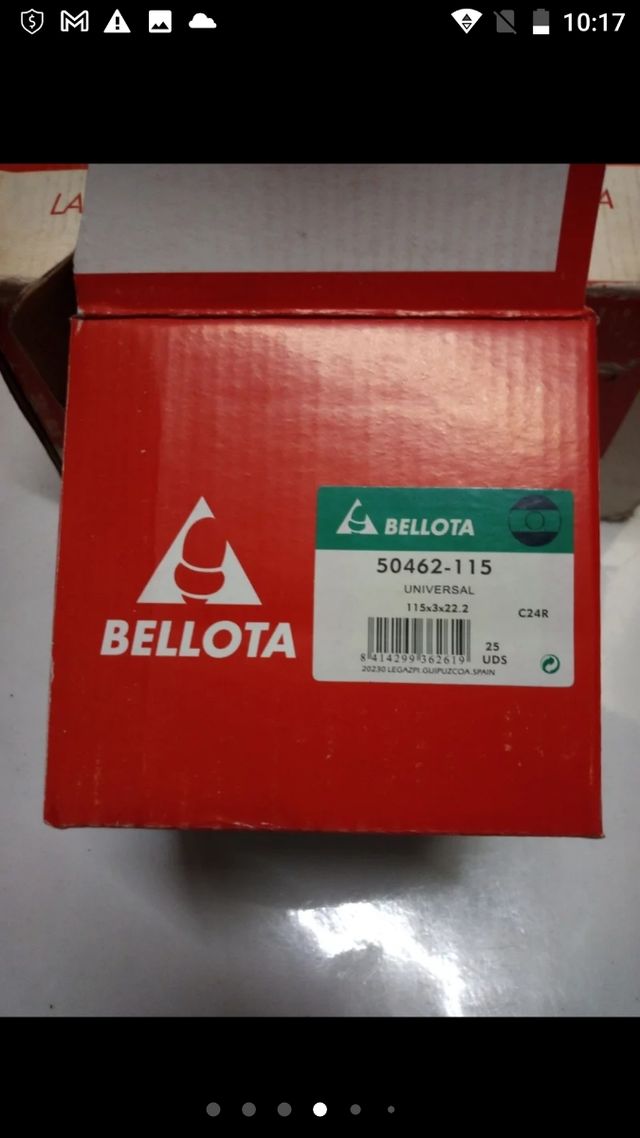 10:17
LA
A
BELLOTA
BELLOTA
50462-115
UNIVERSAL
115x3x22.2
C24R
8 414299 362619
25
UDS
20230 LEGAZPI.GUIPUZCOA.SPAIN